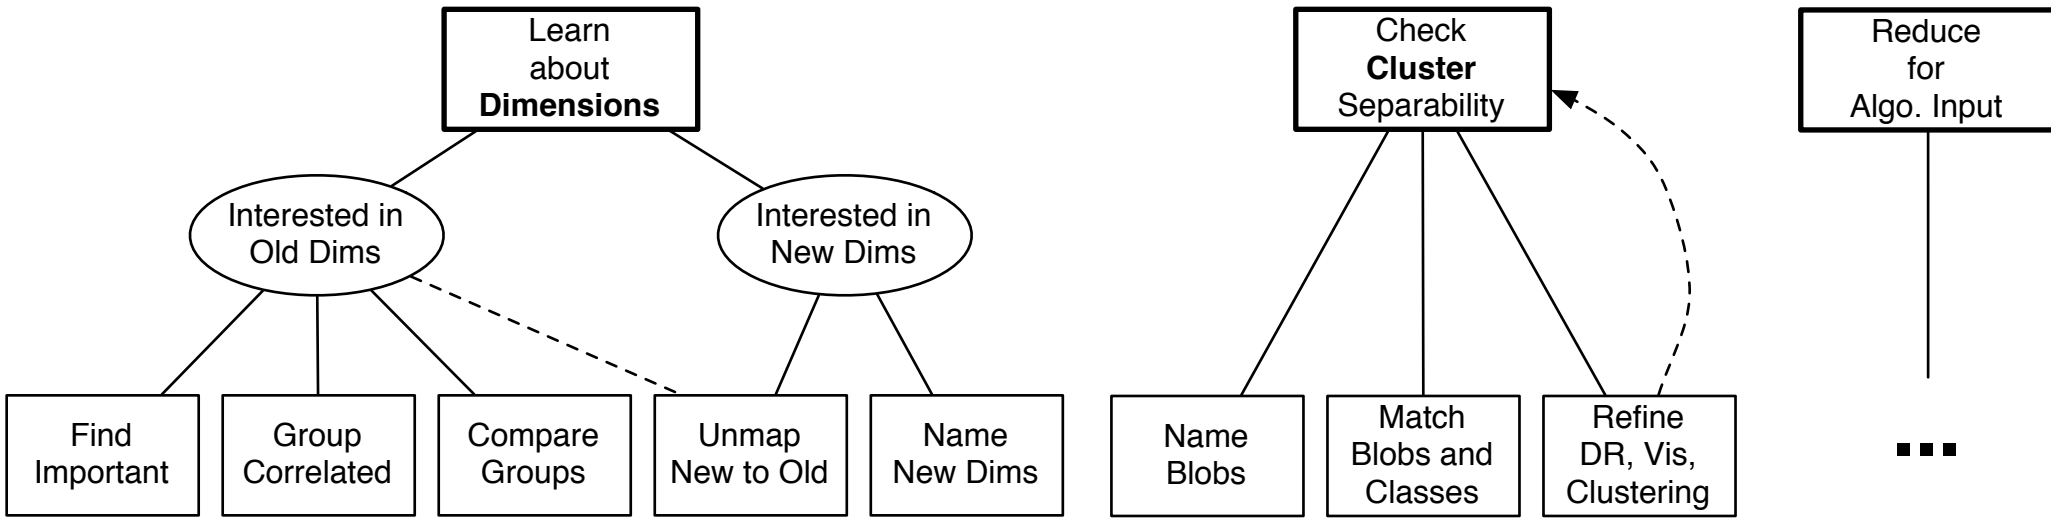 Learn
about
Dimensions
Check
Cluster
Separability
Reduce
for
Algo. Input
Interested in
Old Dims
Interested in
New Dims
Find
Important
Group
Correlated
Compare
Groups
Unmap
New to Old
Name
New Dims
Name
Blobs
Match
Blobs and
Classes
Refine
DR, Vis,
Clustering
...